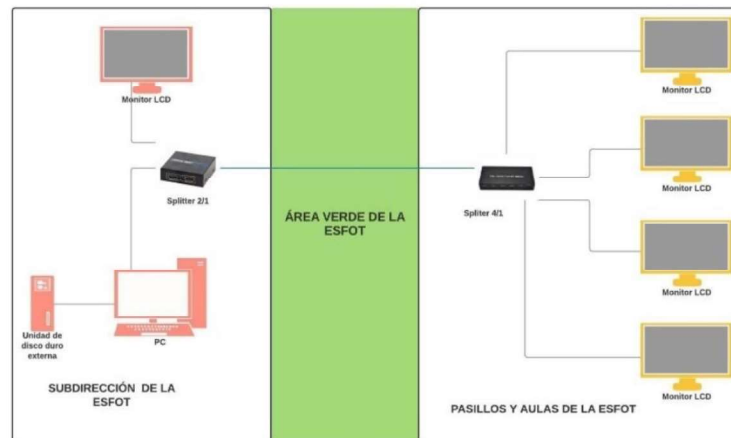 Monitor LCD
Splitter 2/1
Unidad de
disco duro
externa
PC
SUBDIRECCIÓN DE LA
ESFOT
ÁREA VERDE DE LA
ESFOT
Monitor LCD
Monitor LCD
Spliter 4/1
Monitor LCD
Monitor LCD
PASILLOS Y AULAS DE LA ESFOT